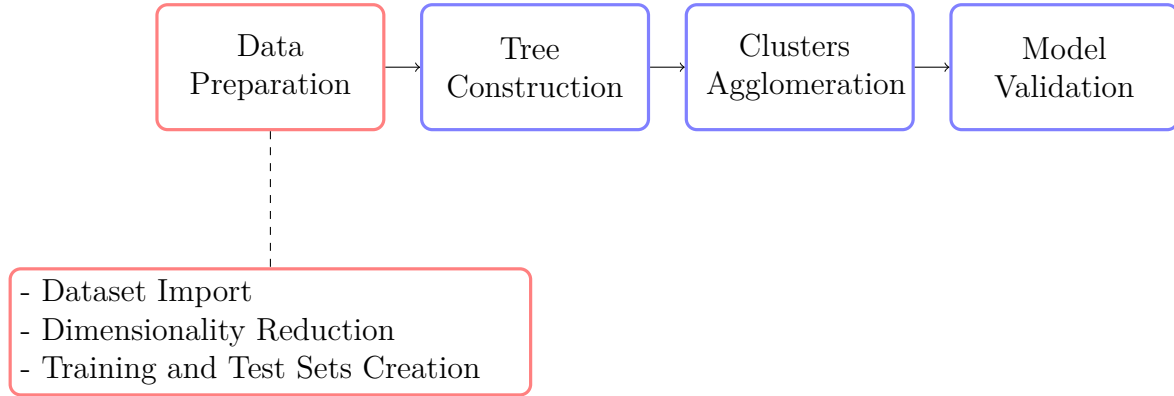 Data
Preparation
Tree
Construction
Clusters
Agglomeration
Model
Validation
- Dataset Import
- Dimensionality Reduction
- Training and Test Sets Creation